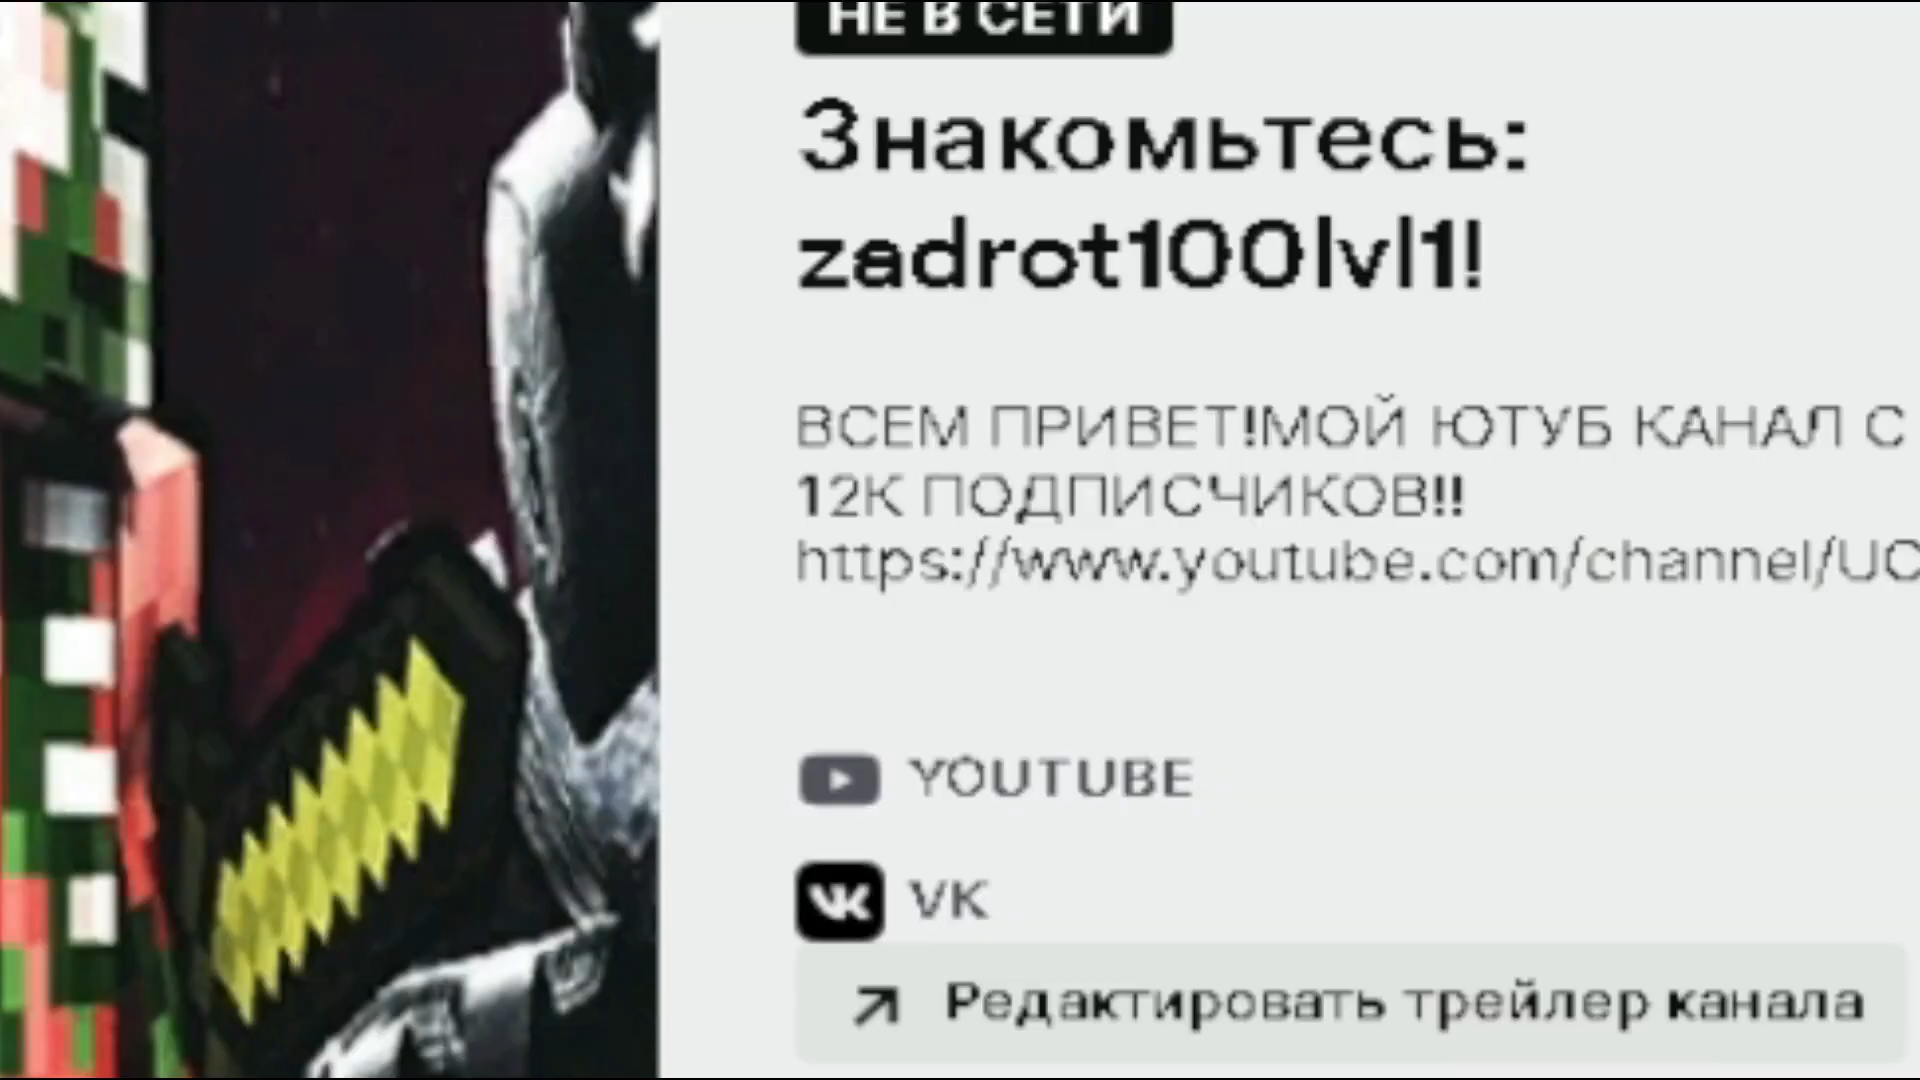 НЕ В СЕТИ
Знакомьтесь:
zadrot100lvl1!
ВСЕМ ПРИВЕТ!МОЙ ЮТУБ КАНАЛ С
12К ПОДПИСЧИКОВ!!
https://www.youtube.com/channel/UC
YOUTUBE
VK
Редактировать трейлер канала